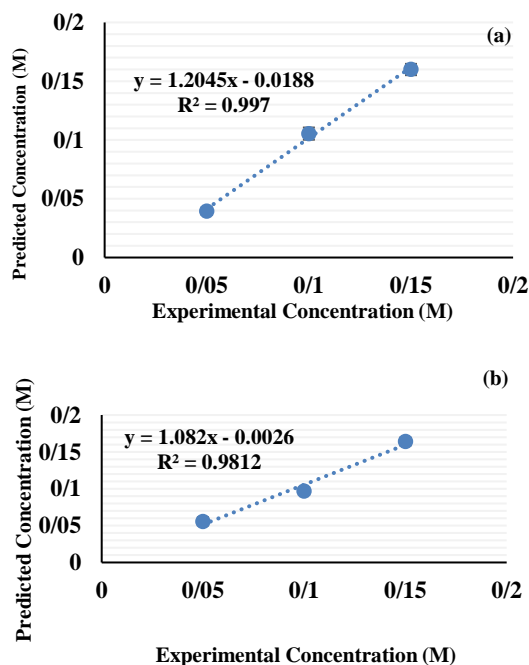 (a)
0/2
0/15
0/1
0/05
0
y = 1.2045x - 0.0188
R² = 0.997
Predicted Concentration (M)
0 0/05 0/1 0/15 0/2
Experimental Concentration (M)
(b)
0/2
0/15
0/1
0/05
0
y = 1.082x - 0.0026
R² = 0.9812
Predicted Concentration (M)
0 0/05 0/1 0/15 0/2
Experimental Concentration (M)